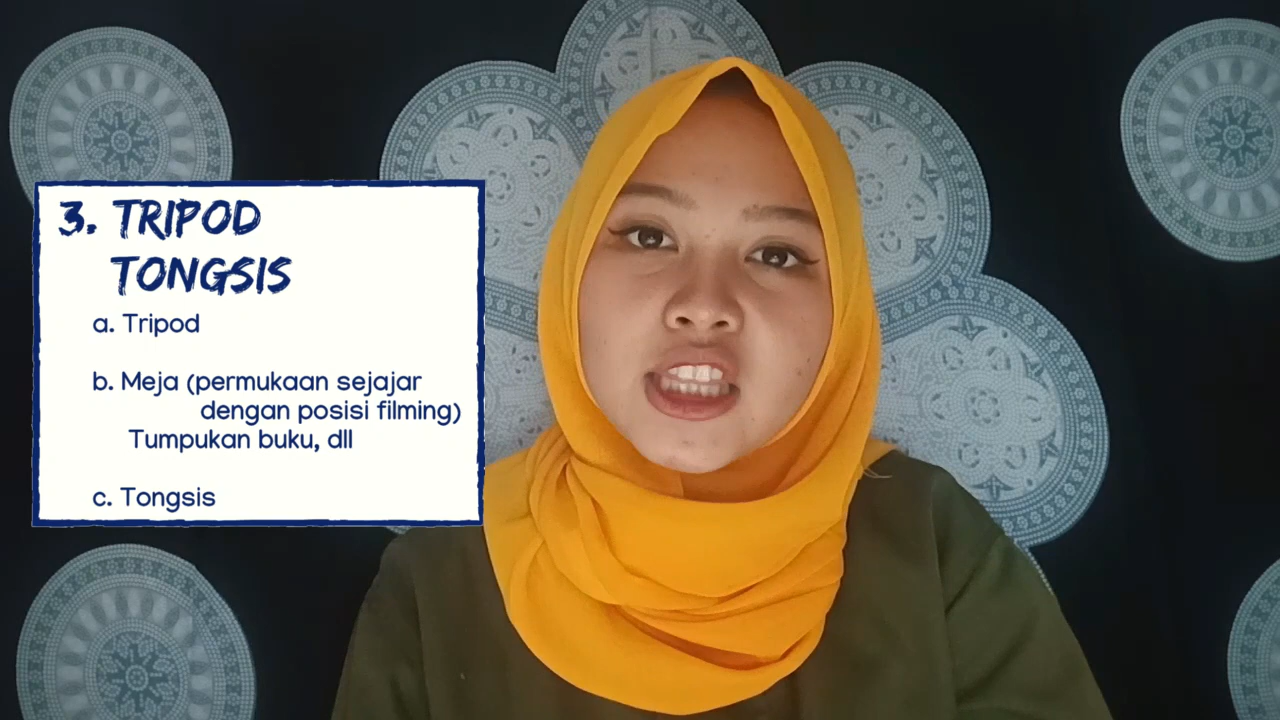 3. TRIPOD
TONGSIS
a. Tripod
b. Meja (permukaan sejajar
dengan posisi filming)
Tumpukan buku, dll
c. Tongsis